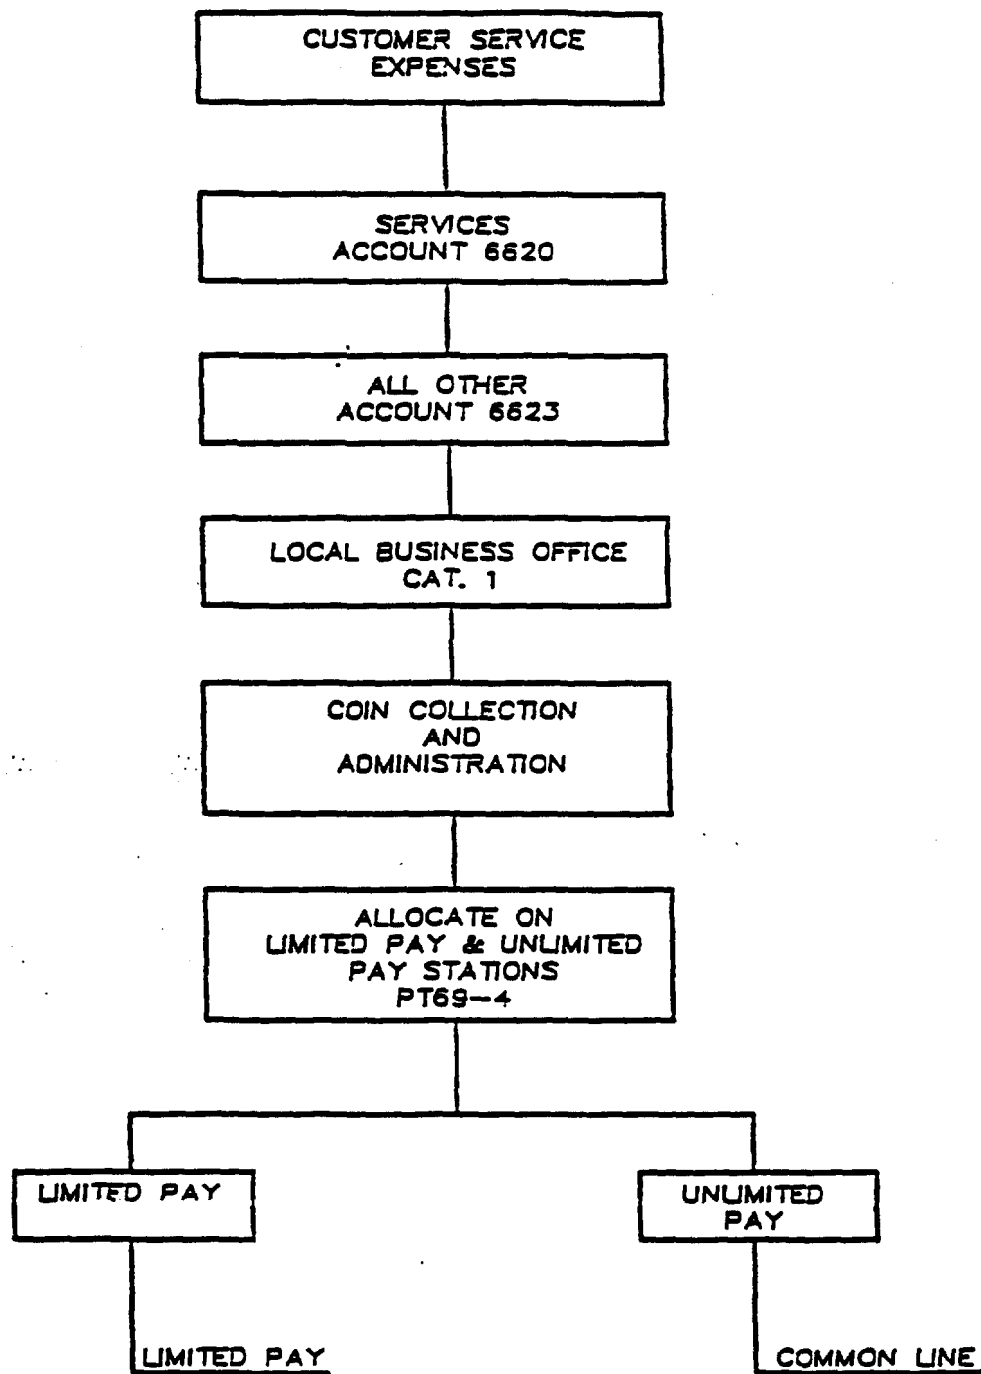 CUSTOMER SERVICE
EXPENSES
SERVICES
ACCOUNT 6620
ALL OTHER
ACCOUNT 6623
LOCAL BUSINESS OFFICE
CAT. 1
COIN COLLECTION
AND
ADMINISTRATION
ALLOCATE ON
LIMITED PAY & UNLIMITED
PAY STATIONS
PT69-4
LIMITED PAY
UNLIMITED
PAY
LIMITED PAY
COMMON LINE